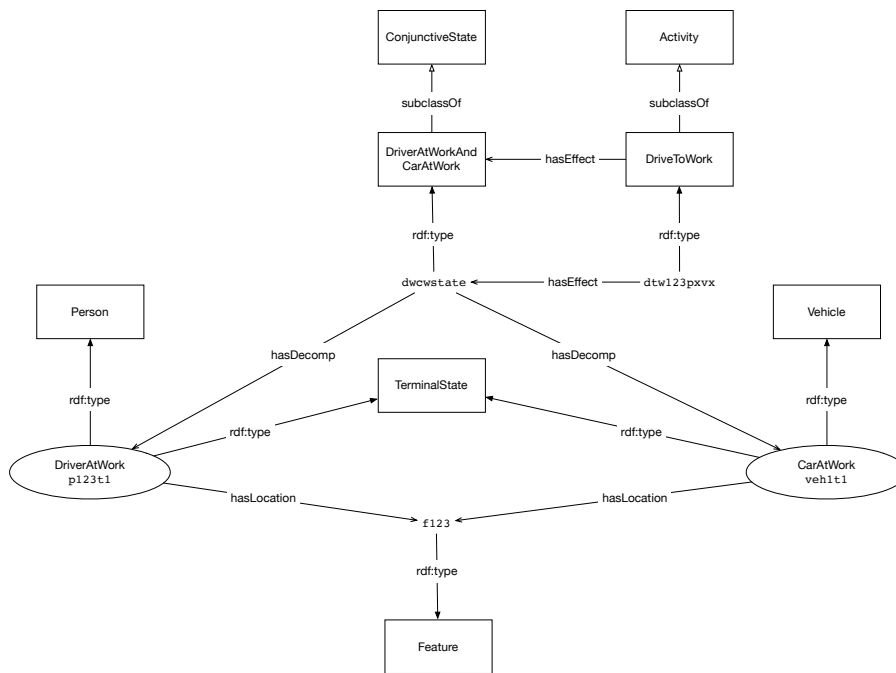 ConjunctiveState
Activity
subclassOf
subclassOf
DriverAtWorkAnd
CarAtWork
hasEffect
DriveToWork
rdf:type
rdf:type
dwcwstate
hasEffect
dtw123pxvx
Person
Vehicle
hasDecomp
hasDecomp
TerminalState
rdf:type
rdf:type
rdf:type
rdf:type
DriverAtWork
p123t1
CarAtWork
veh1t1
hasLocation
hasLocation
f123
rdf:type
Feature